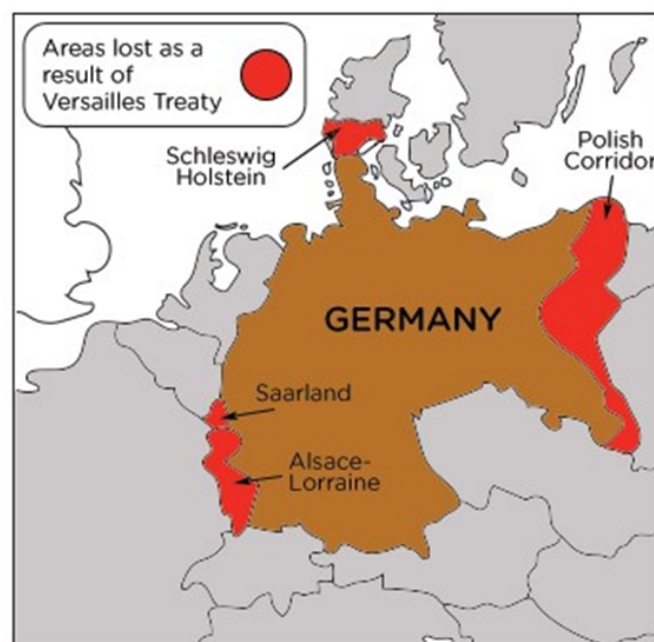 Areas lost as a
result of
Versailles Treaty
Schleswig
Holstein
Polish
Corridor
GERMANY
Saarland
Alsace-
Lorraine